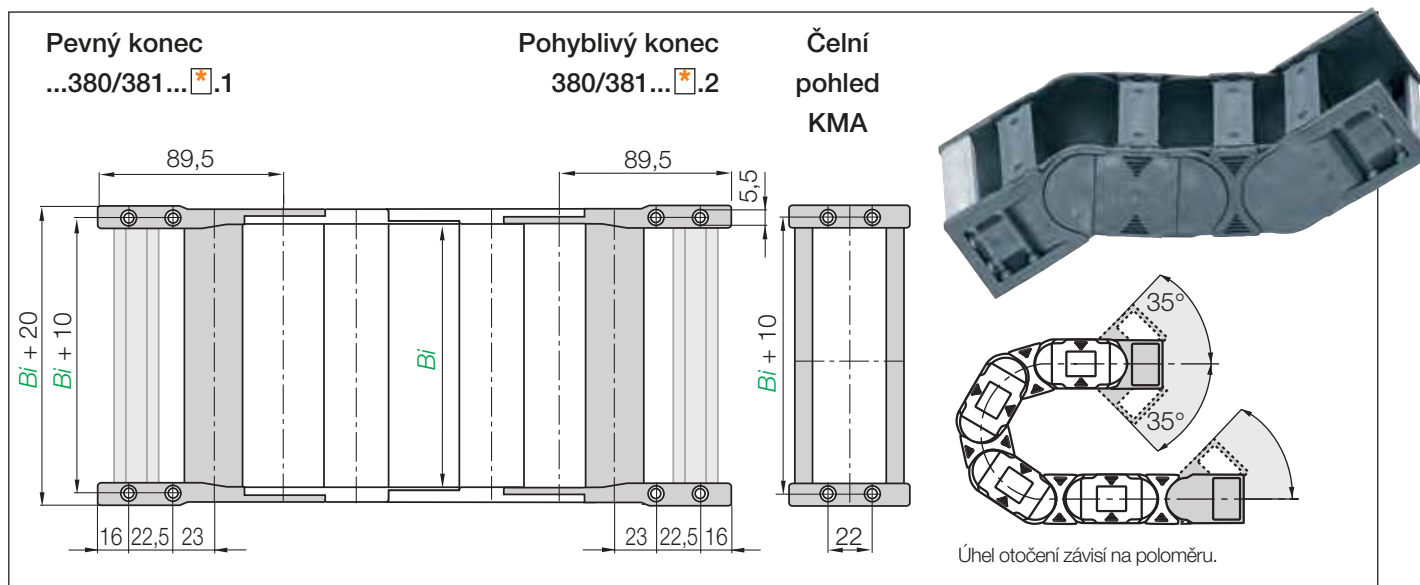 Pevný konec
...380/381...*.1
Pohyblivý konec
380/381...*.2
Čelní
pohled
KMA
89,5
89,5
5,5
Bi + 20
Bi + 10
Bi
Bi + 10
16
22,5
23
23
22,5
16
22
35°
35°
Úhel otočení závisí na poloměru.